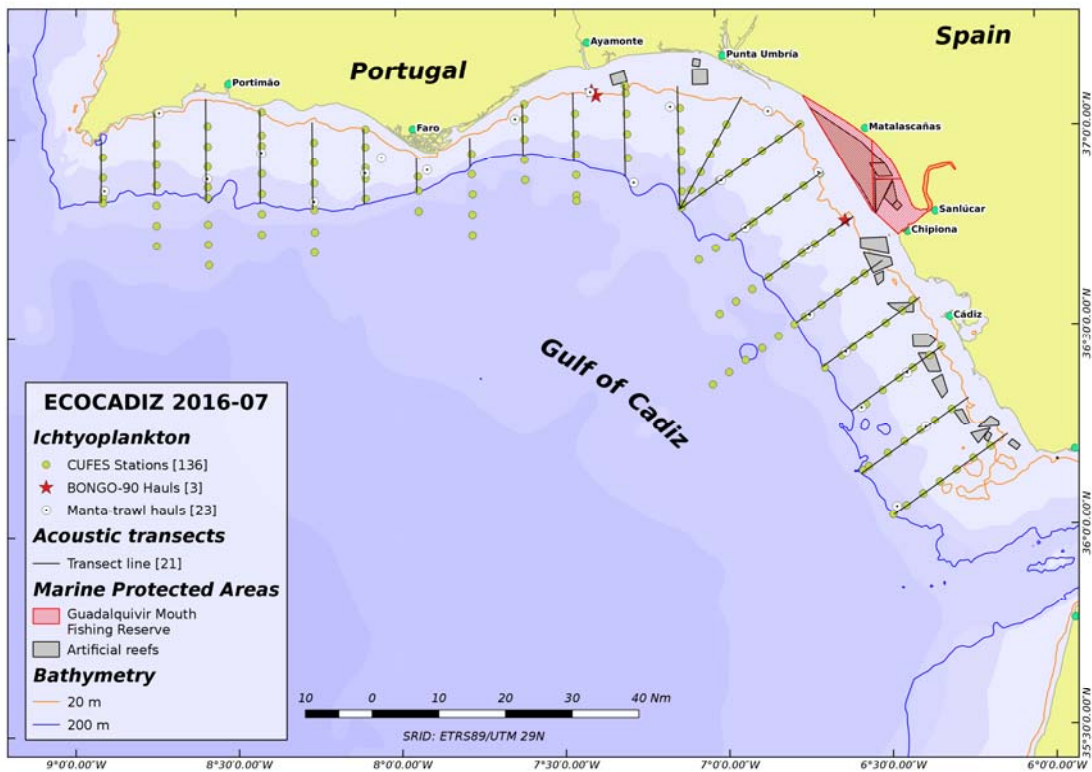 Spain
Ayamonte
Punta Umbría
Portugal
Portimão
Faro
Matalascañas
Sanlúcar
Chipiona
Cádiz
Gulf of Cadiz
37°0'0.00"N
36°30'0.00"N
36°0'0.00"N
35°30'0.00"N
ECOCADIZ 2016-07
Ichtyoplankton
CUFES Stations [136]
BONGO-90 Hauls [3]
Manta-trawl hauls [23]
Acoustic transects
Transect line [21]
Marine Protected Areas
Guadalquivir Mouth
Fishing Reserve
Artificial reefs
Bathymetry
20 m
200 m
10 0 10 20 30 40 Nm
SRID: ETRS89/UTM 29N
9°0'0.00"W 8°30'0.00"W 8°0'0.00"W 7°30'0.00"W 7°0'0.00"W 6°30'0.00"W 6°0'0.00"W